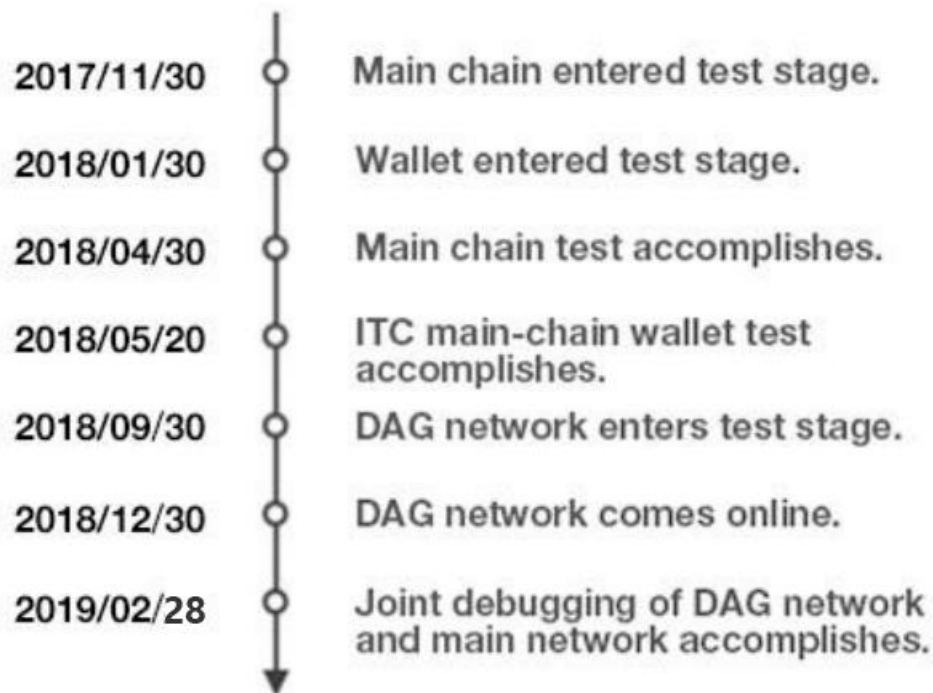 2017/11/30 Main chain entered test stage.
2018/01/30 Wallet entered test stage.
2018/04/30 Main chain test accomplishes.
2018/05/20 ITC main-chain wallet test
accomplishes.
2018/09/30 DAG network enters test stage.
2018/12/30 DAG network comes online.
2019/02/28 Joint debugging of DAG network
and main network accomplishes.